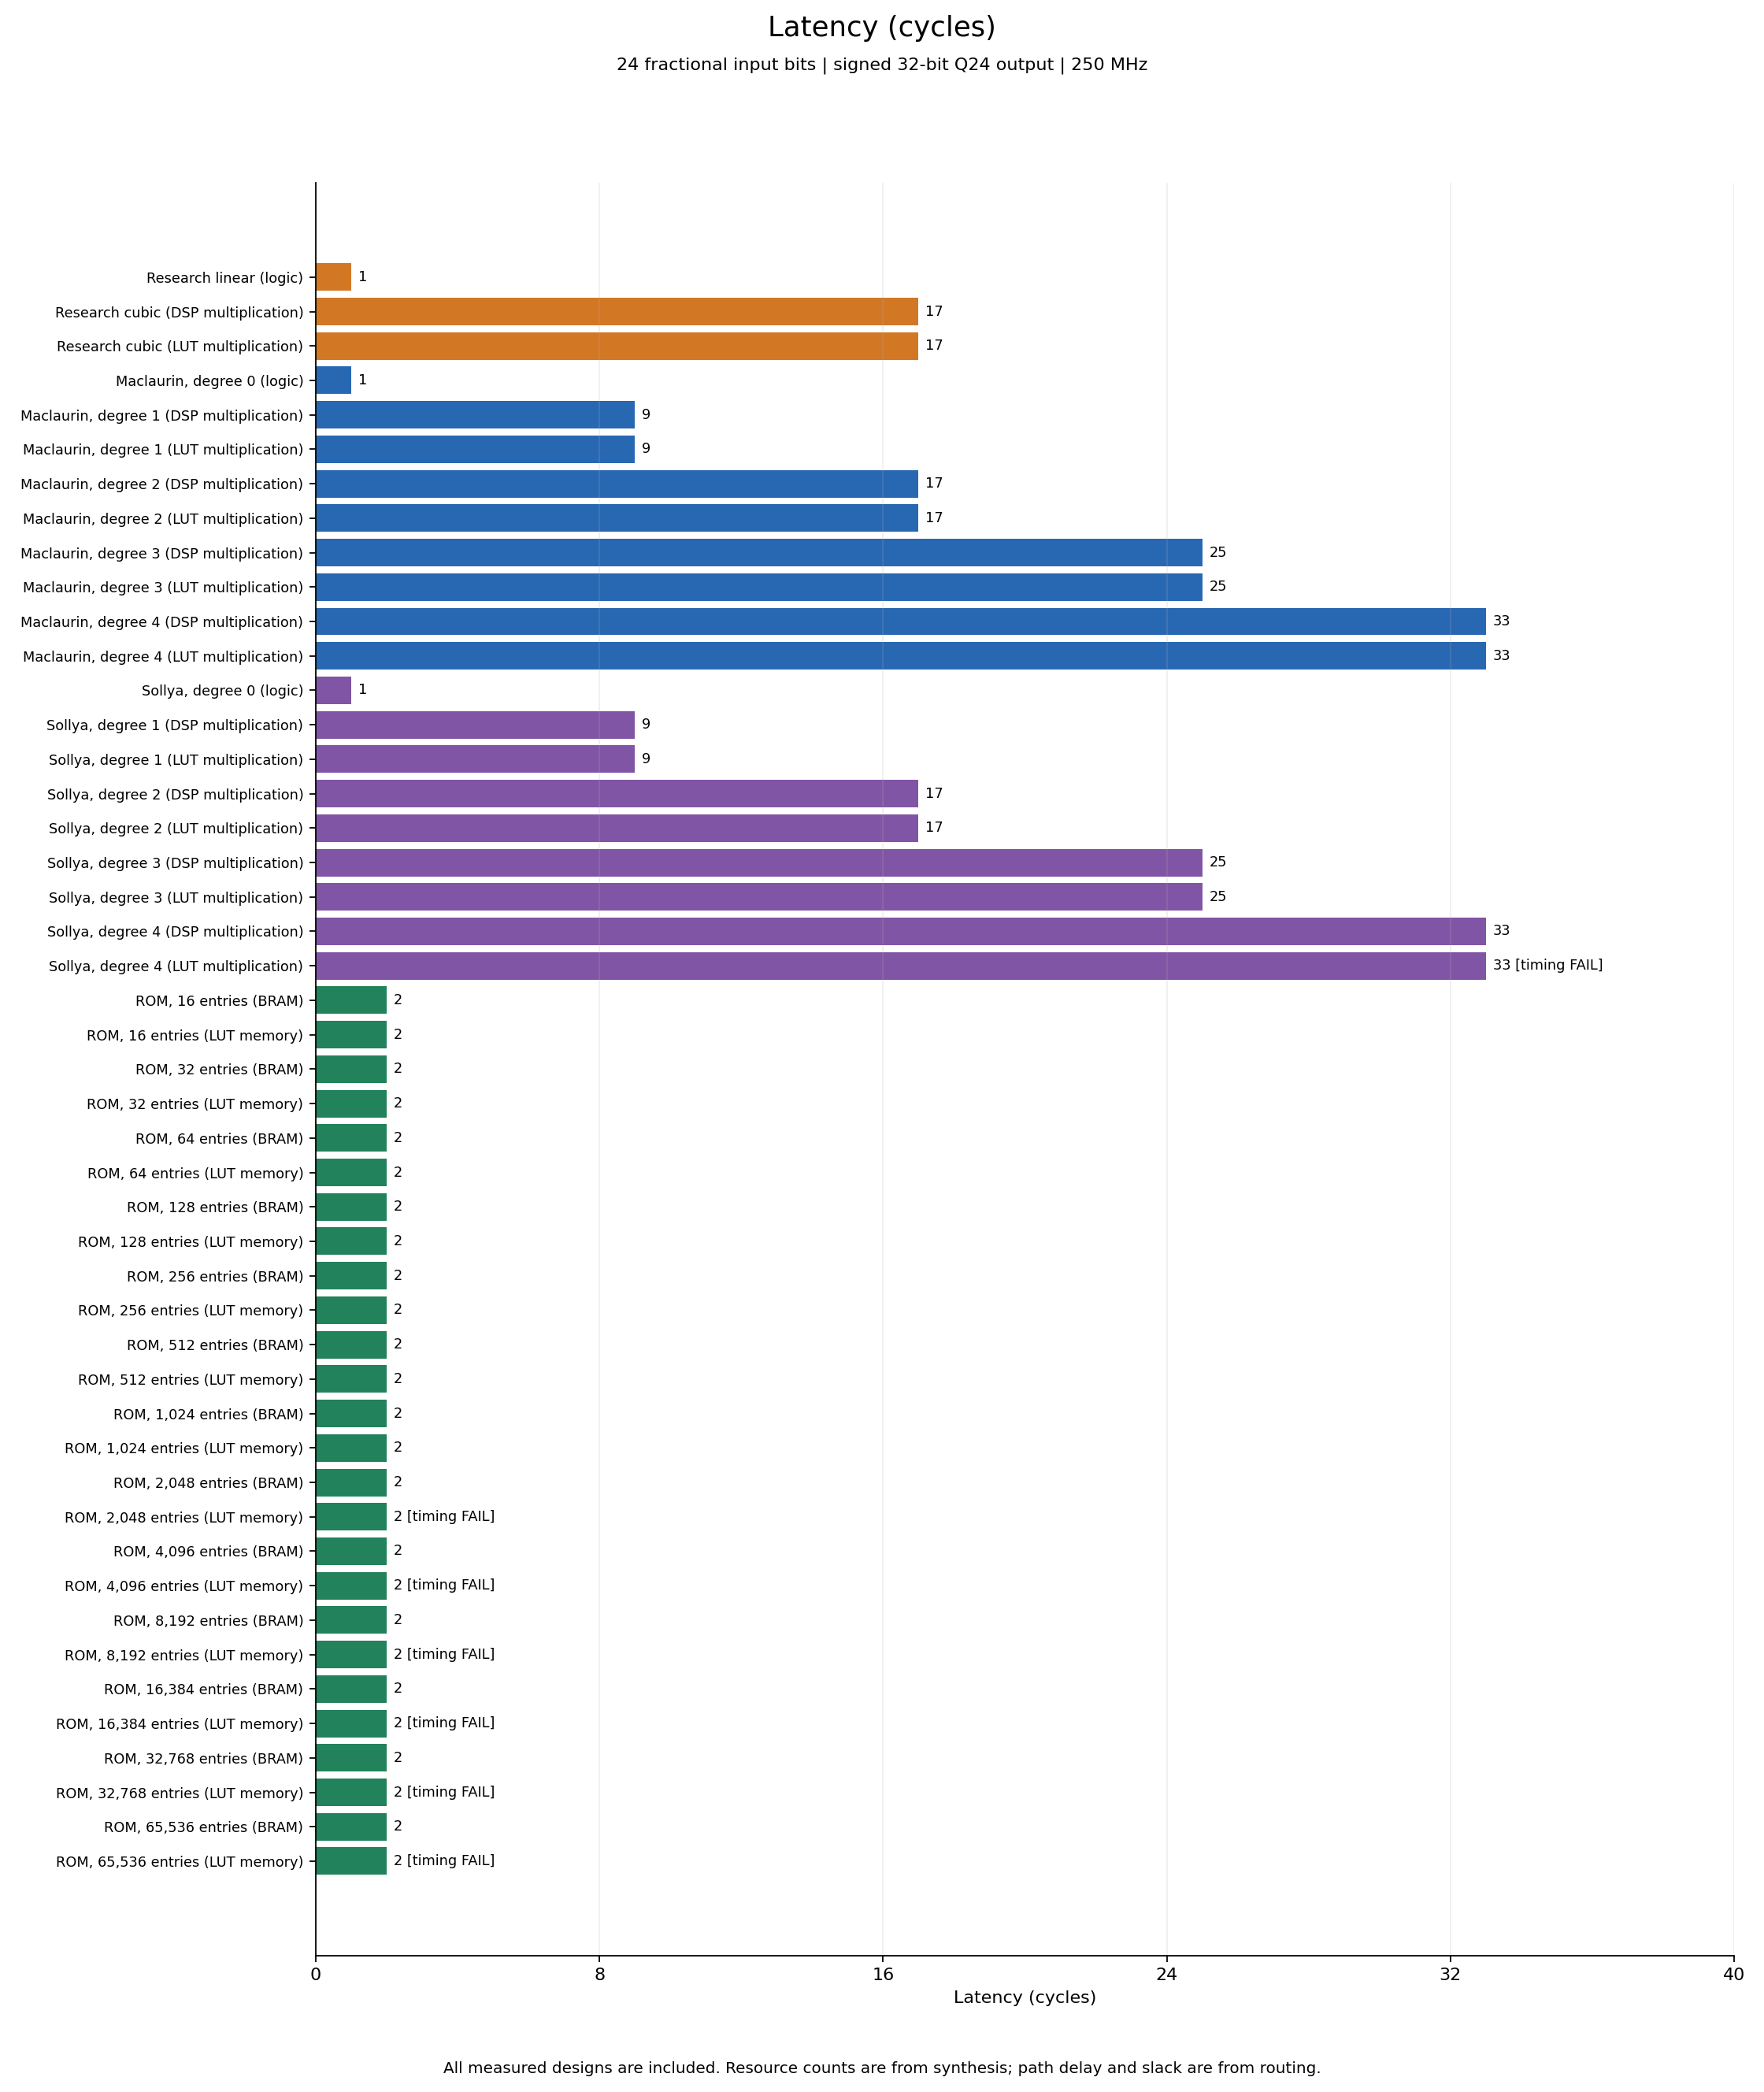 Latency (cycles)
24 fractional input bits | signed 32-bit Q24 output | 250 MHz
Research linear (logic) 1
Research cubic (DSP multiplication) 17
Research cubic (LUT multiplication) 17
Maclaurin, degree 0 (logic) 1
Maclaurin, degree 1 (DSP multiplication) 9
Maclaurin, degree 1 (LUT multiplication) 9
Maclaurin, degree 2 (DSP multiplication) 17
Maclaurin, degree 2 (LUT multiplication) 17
Maclaurin, degree 3 (DSP multiplication) 25
Maclaurin, degree 3 (LUT multiplication) 25
Maclaurin, degree 4 (DSP multiplication) 33
Maclaurin, degree 4 (LUT multiplication) 33
Sollya, degree 0 (logic) 1
Sollya, degree 1 (DSP multiplication) 9
Sollya, degree 1 (LUT multiplication) 9
Sollya, degree 2 (DSP multiplication) 17
Sollya, degree 2 (LUT multiplication) 17
Sollya, degree 3 (DSP multiplication) 25
Sollya, degree 3 (LUT multiplication) 25
Sollya, degree 4 (DSP multiplication) 33
Sollya, degree 4 (LUT multiplication) 33 [timing FAIL]
ROM, 16 entries (BRAM) 2
ROM, 16 entries (LUT memory) 2
ROM, 32 entries (BRAM) 2
ROM, 32 entries (LUT memory) 2
ROM, 64 entries (BRAM) 2
ROM, 64 entries (LUT memory) 2
ROM, 128 entries (BRAM) 2
ROM, 128 entries (LUT memory) 2
ROM, 256 entries (BRAM) 2
ROM, 256 entries (LUT memory) 2
ROM, 512 entries (BRAM) 2
ROM, 512 entries (LUT memory) 2
ROM, 1,024 entries (BRAM) 2
ROM, 1,024 entries (LUT memory) 2
ROM, 2,048 entries (BRAM) 2
ROM, 2,048 entries (LUT memory) 2 [timing FAIL]
ROM, 4,096 entries (BRAM) 2
ROM, 4,096 entries (LUT memory) 2 [timing FAIL]
ROM, 8,192 entries (BRAM) 2
ROM, 8,192 entries (LUT memory) 2 [timing FAIL]
ROM, 16,384 entries (BRAM) 2
ROM, 16,384 entries (LUT memory) 2 [timing FAIL]
ROM, 32,768 entries (BRAM) 2
ROM, 32,768 entries (LUT memory) 2 [timing FAIL]
ROM, 65,536 entries (BRAM) 2
ROM, 65,536 entries (LUT memory) 2 [timing FAIL]
0 8 16 24 32 40
Latency (cycles)
All measured designs are included. Resource counts are from synthesis; path delay and slack are from routing.